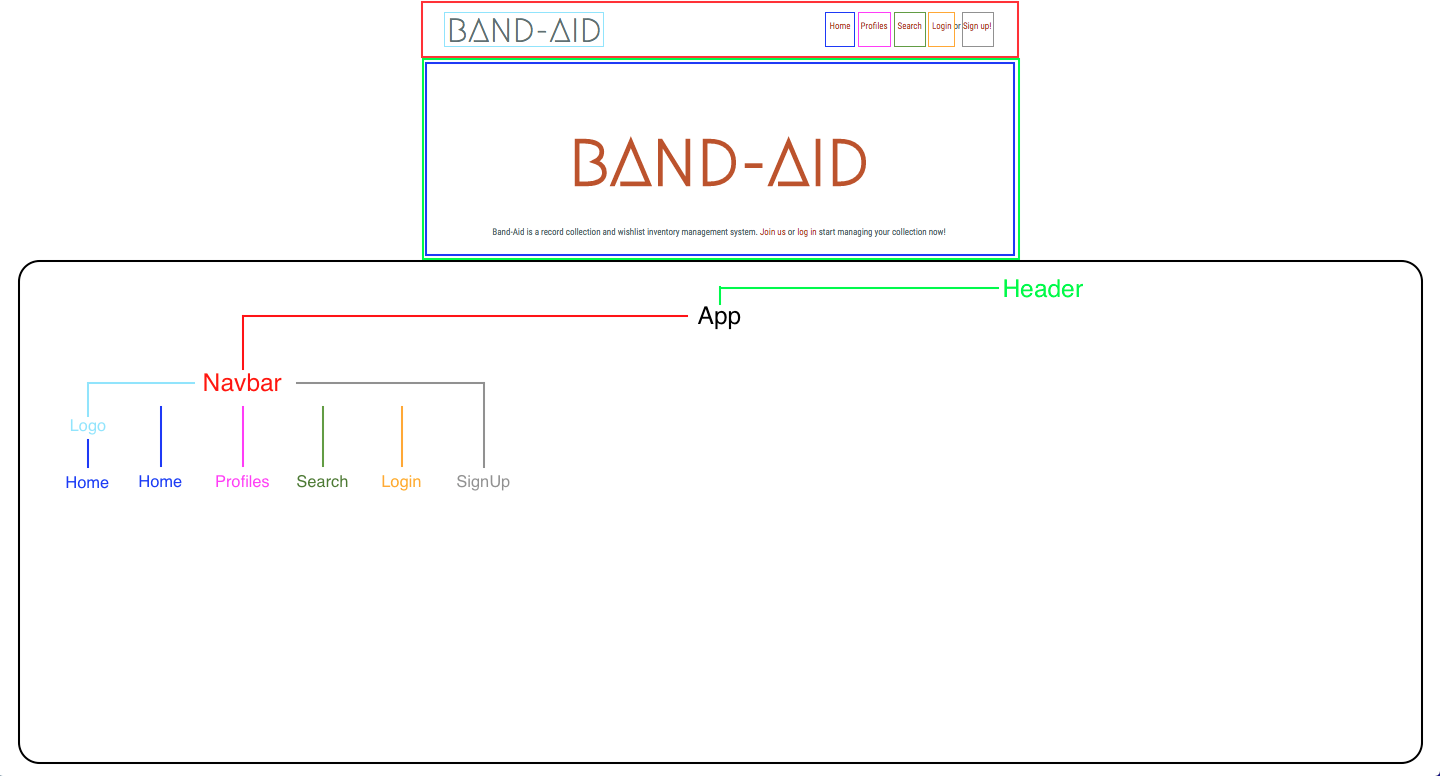 BAND-AID Home Profiles Search Login or Sign up!
BAND-AID
Band-Aid is a record collection and wishlist inventory management system. Join us or log in start managing your collection now!
Header
App
Navbar
Logo
Home Home Profiles Search Login SignUp